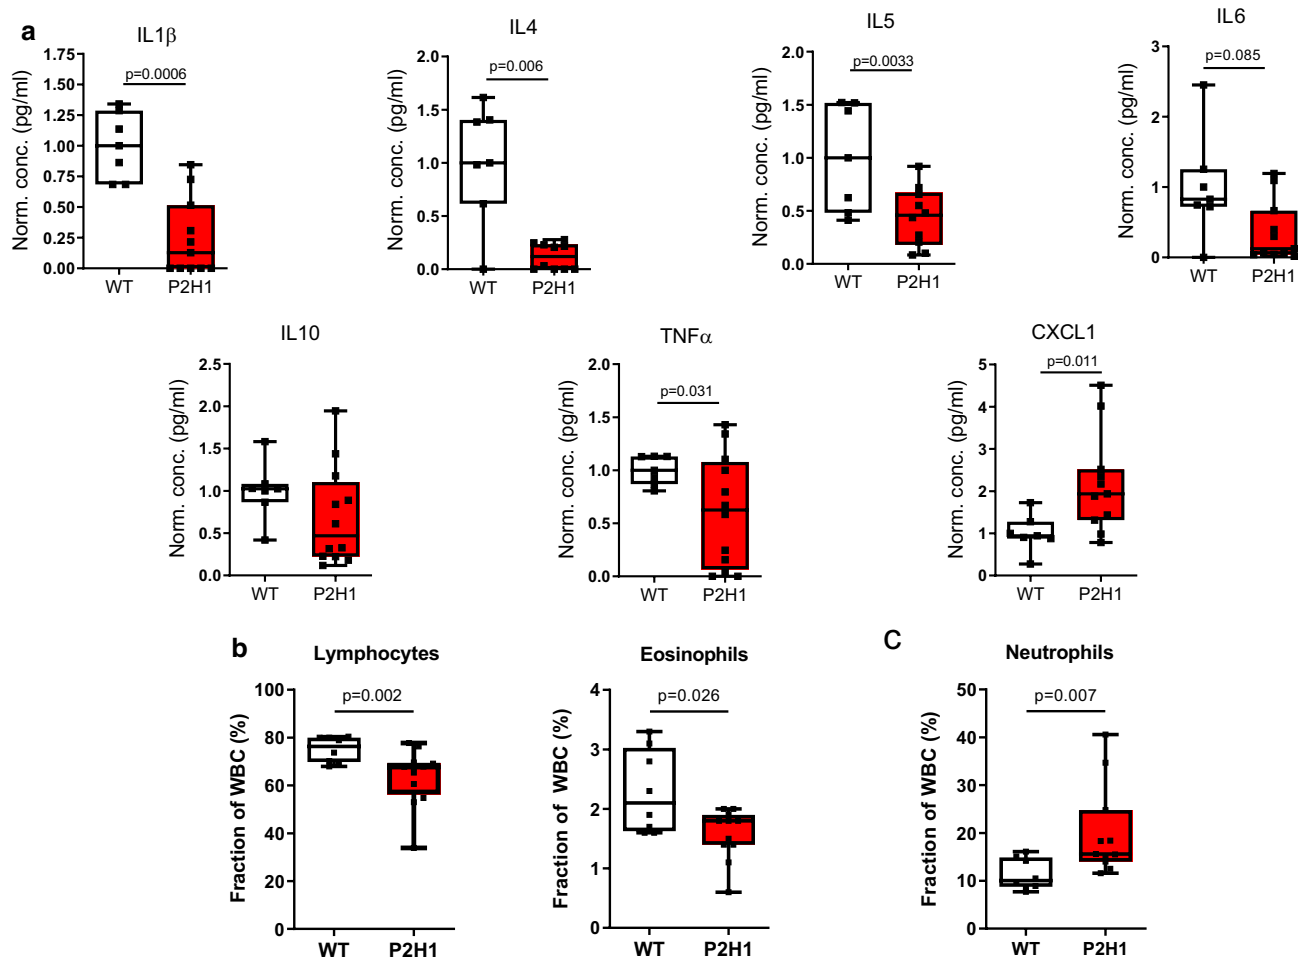 a
IL1β
Norm. conc. (pg/ml)
1.75
1.50
1.25
1.00
0.75
0.50
0.25
0.00
p=0.0006
WT P2H1
IL4
Norm. conc. (pg/ml)
2.0
1.5
1.0
0.5
0.0
p=0.006
WT P2H1
IL5
Norm. conc. (pg/ml)
2.0
1.5
1.0
0.5
0.0
p=0.0033
WT P2H1
IL6
Norm. conc. (pg/ml)
3
2
1
0
p=0.085
WT P2H1
IL10
Norm. conc. (pg/ml)
2.5
2.0
1.5
1.0
0.5
0.0
WT P2H1
TNFα
Norm. conc. (pg/ml)
2.0
1.5
1.0
0.5
0.0
p=0.031
WT P2H1
CXCL1
Norm. conc. (pg/ml)
5
4
3
2
1
0
p=0.011
WT P2H1
b
Lymphocytes
Fraction of WBC (%)
100
80
60
40
20
0
p=0.002
WT P2H1
Eosinophils
Fraction of WBC (%)
4
3
2
1
0
p=0.026
WT P2H1
C
Neutrophils
Fraction of WBC (%)
50
40
30
20
10
0
p=0.007
WT P2H1